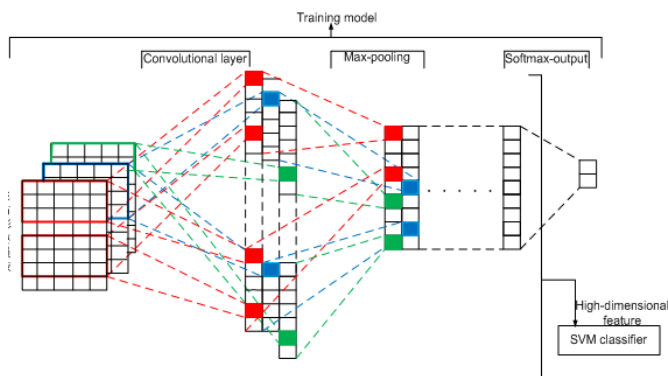 Training model
Convolutional layer
Max-pooling
Softmax-output
High-dimensional
feature
SVM classifier